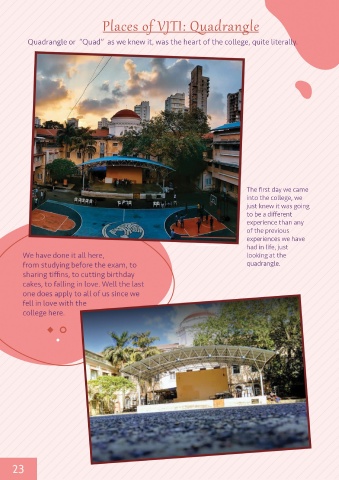 Places of VJTI: Quadrangle
Quadrangle or "Quad" as we knew it, was the heart of the college, quite literally.
The first day we came
into the college, we
just knew it was going
to be a different
experience than any
of the previous
experiences we have
had in life, just
looking at the
quadrangle.
We have done it all here,
from studying before the exam, to
sharing tiffins, to cutting birthday
cakes, to falling in love. Well the last
one does apply to all of us since we
fell in love with the
college here.
23